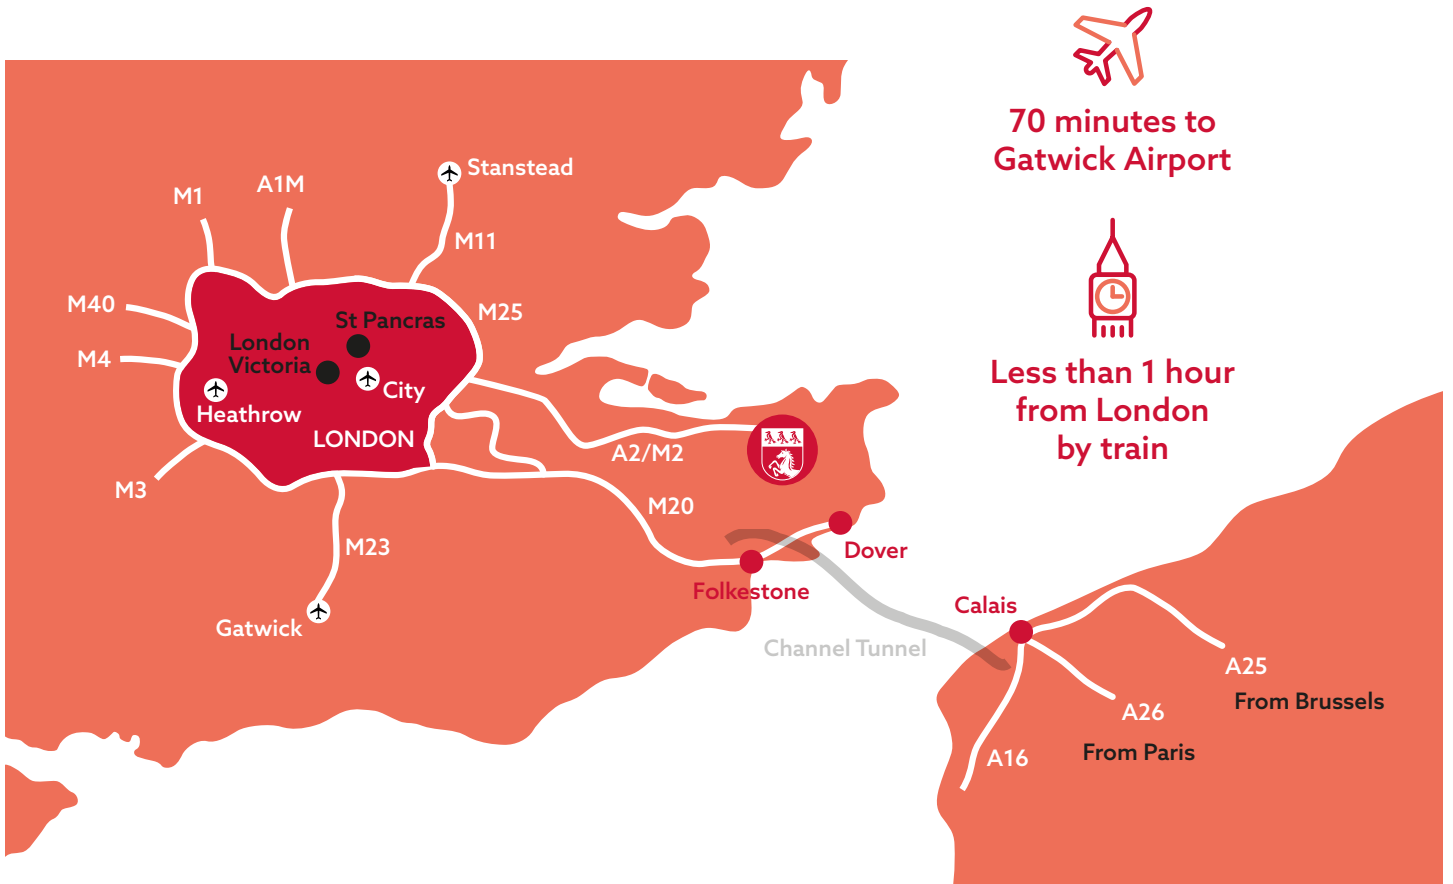 70 minutes to
Gatwick Airport
Less than 1 hour
from London
by train
Stanstead
A1M
M1
M11
M40
M25
St Pancras
London
Victoria
M4
City
Heathrow
LONDON
A2/M2
M3
M20
M23
Dover
Folkestone
Calais
Gatwick
Channel Tunnel
A25
From Brussels
A26
From Paris
A16